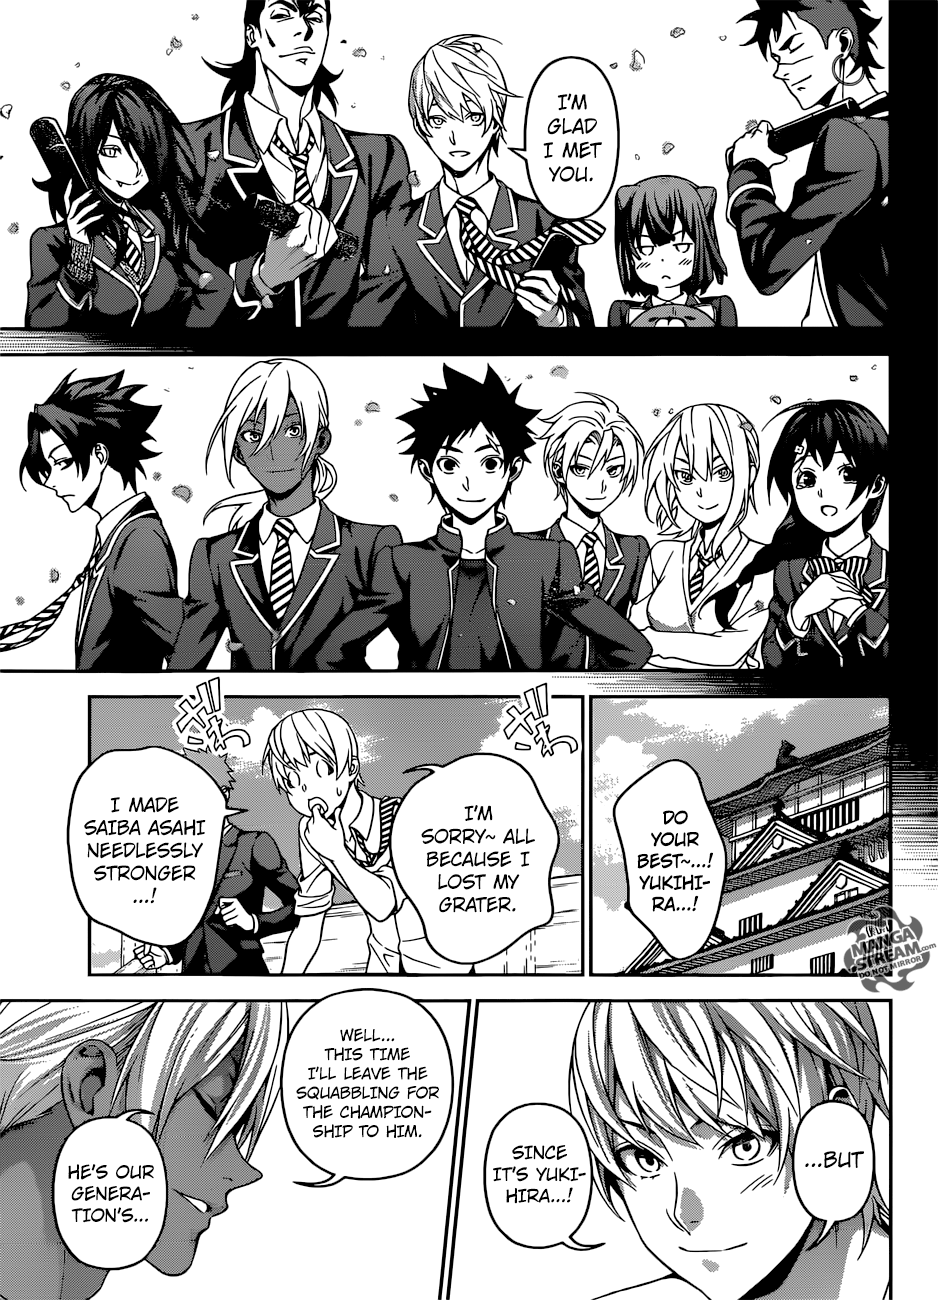 I'M
GLAD
I MET
YOU.
DO
YOUR
BEST~...!
YUKIHI-
RA...!
I'M
SORRY~ ALL
BECAUSE I
LOST MY
GRATER.
I MADE
SAIBA ASAHI
NEEDLESSLY
STRONGER
...!
...BUT
SINCE
IT'S YUKI-
HIRA...!
WELL...
THIS TIME
I'LL LEAVE THE
SQUABBLING FOR
THE CHAMPION-
SHIP TO HIM.
HE'S OUR
GENERA-
TION'S...
MANGA
STREAM.com
DO NOT MIRROR